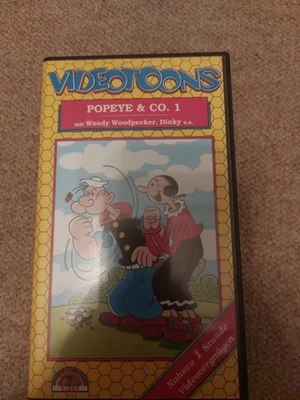 VIDEOTOONS
POPEYE & CO. 1
mit Woody Woodpecker, Dinky u.a.
Nahezu 1 Stunde
Videovergnügen